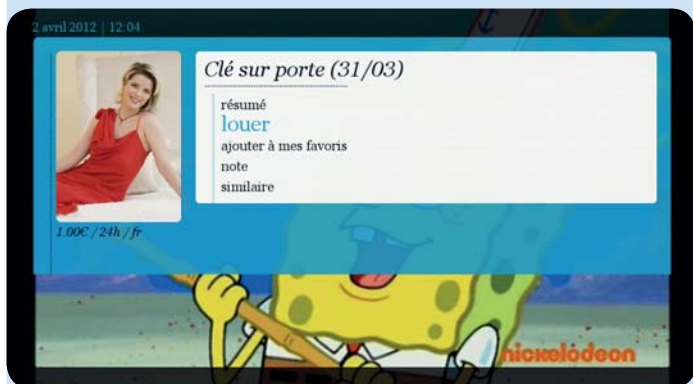 2 avril 2012 | 12:04
Clé sur porte (31/03)
résumé
louer
ajouter à mes favoris
note
similaire
1.00€ / 24h / fr
nickelodeon